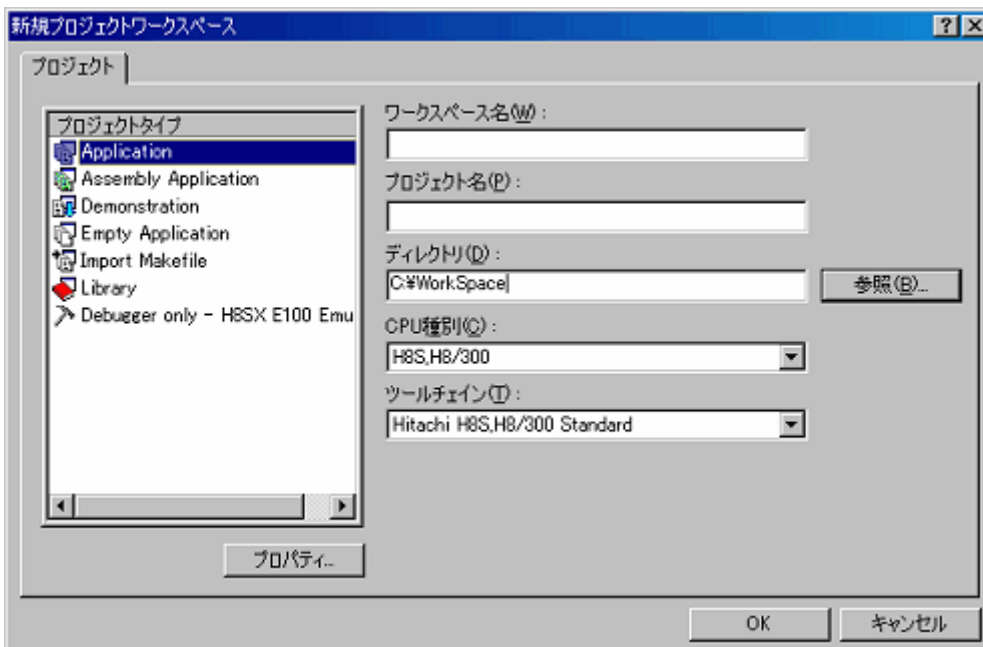 新規プロジェクトワークスペース
プロジェクト
プロジェクトタイプ
Application
Assembly Application
Demonstration
Empty Application
Import Makefile
Library
Debugger only - H8SX E100 Emu
プロパティ...
ワークスペース名(W) :
プロジェクト名(P) :
ディレクトリ(D) :
C:¥WorkSpace
参照(B)...
CPU種別(C) :
H8S,H8/300
ツールチェイン(T) :
Hitachi H8S,H8/300 Standard
OK
キャンセル